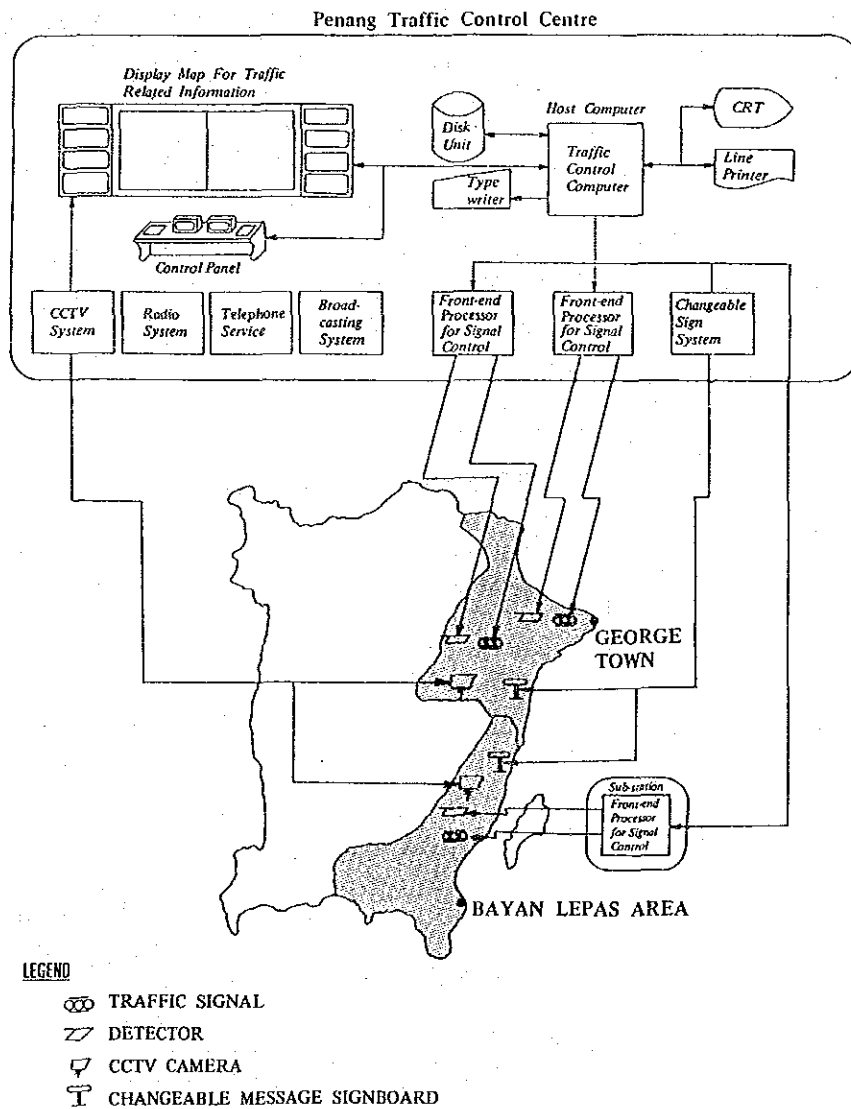 Penang Traffic Control Centre
Display Map For Traffic
Related Information
Disk
Unit
Host Computer
Traffic
Control
Computer
CRT
Line
Printer
Type
writer
Control Panel
CCTV
System
Radio
System
Telephone
Service
Broad-
casting
System
Front-end
Processor
for Signal
Control
Front-end
Processor
for Signal
Control
Changeable
Sign
System
GEORGE
TOWN
Sub-station
Front-end
Processor
for Signal
Control
BAYAN LEPAS AREA
LEGEND
TRAFFIC SIGNAL
DETECTOR
CCTV CAMERA
CHANGEABLE MESSAGE SIGNBOARD